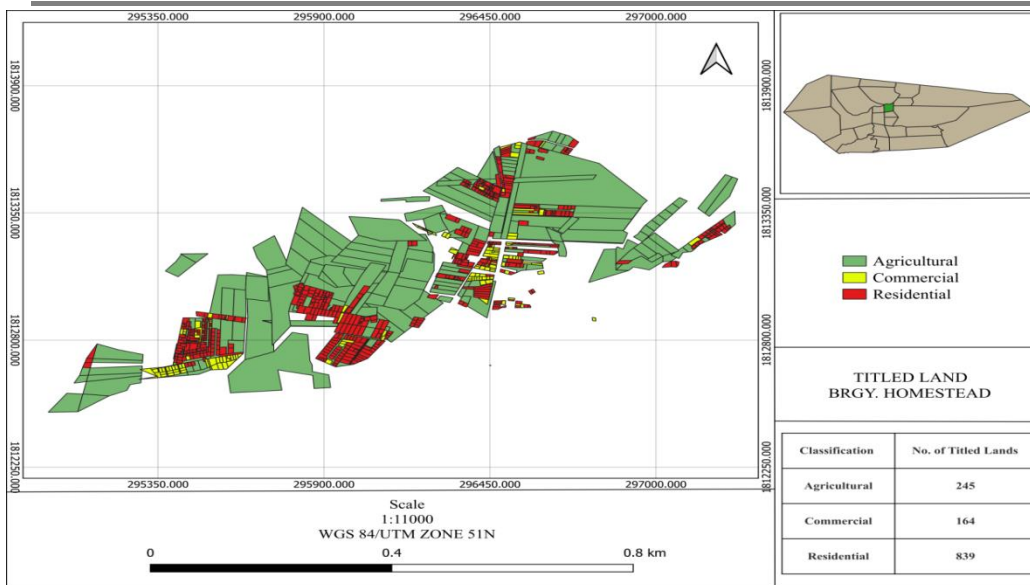 295350.000 295900.000 296450.000 297000.000
1813900.000 1813900.000
1813350.000 1813350.000
1812800.000 1812800.000
1812250.000 1812250.000
295350.000 295900.000 296450.000 297000.000
Scale
1:11000
WGS 84/UTM ZONE 51N
0 0.4 0.8 km
Agricultural
Commercial
Residential
TITLED LAND
BRGY. HOMESTEAD
Classification No. of Titled Lands
Agricultural 245
Commercial 164
Residential 839